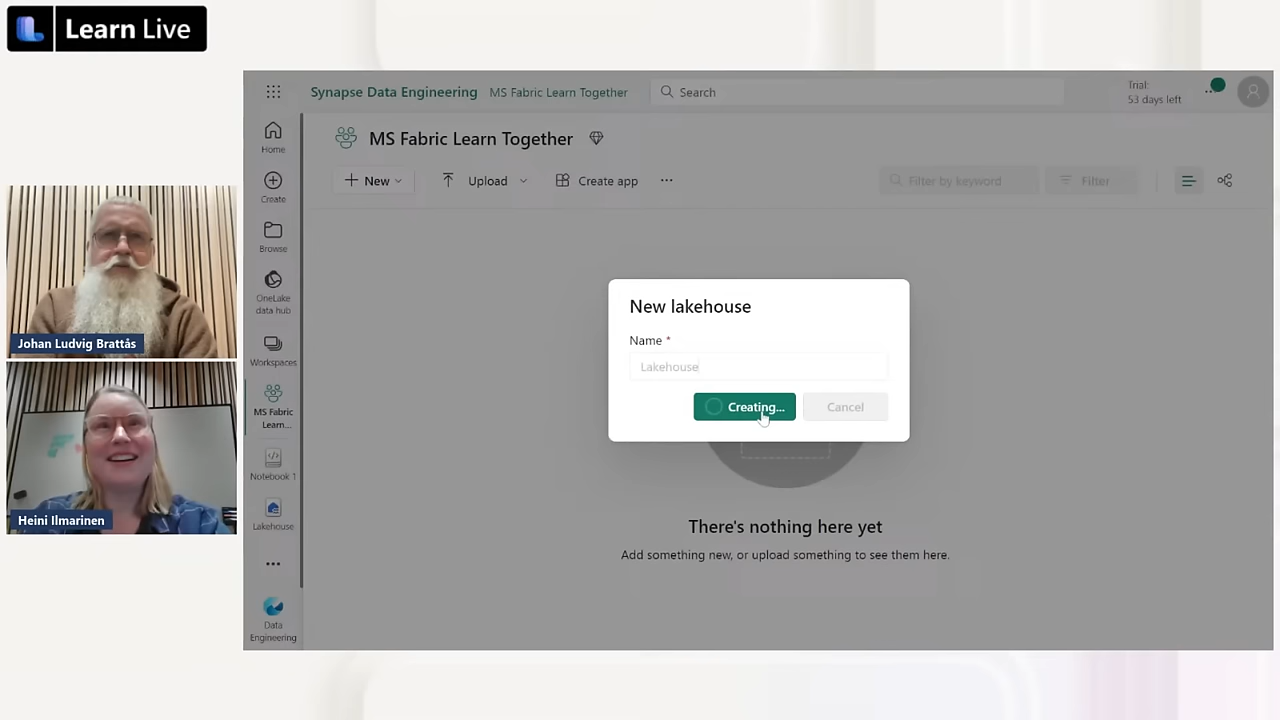 Learn Live
Synapse Data Engineering
MS Fabric Learn Together
Search
Trial:
53 days left
Home
Create
Browse
OneLake
data hub
Workspaces
MS Fabric
Learn...
Notebook 1
Lakehouse
Data
Engineering
MS Fabric Learn Together
New
Upload
Create app
Filter by keyword
Filter
New lakehouse
Name *
Lakehouse
Creating...
Cancel
There's nothing here yet
Add something new, or upload something to see them here.
Johan Ludvig Brattås
Heini Ilmarinen